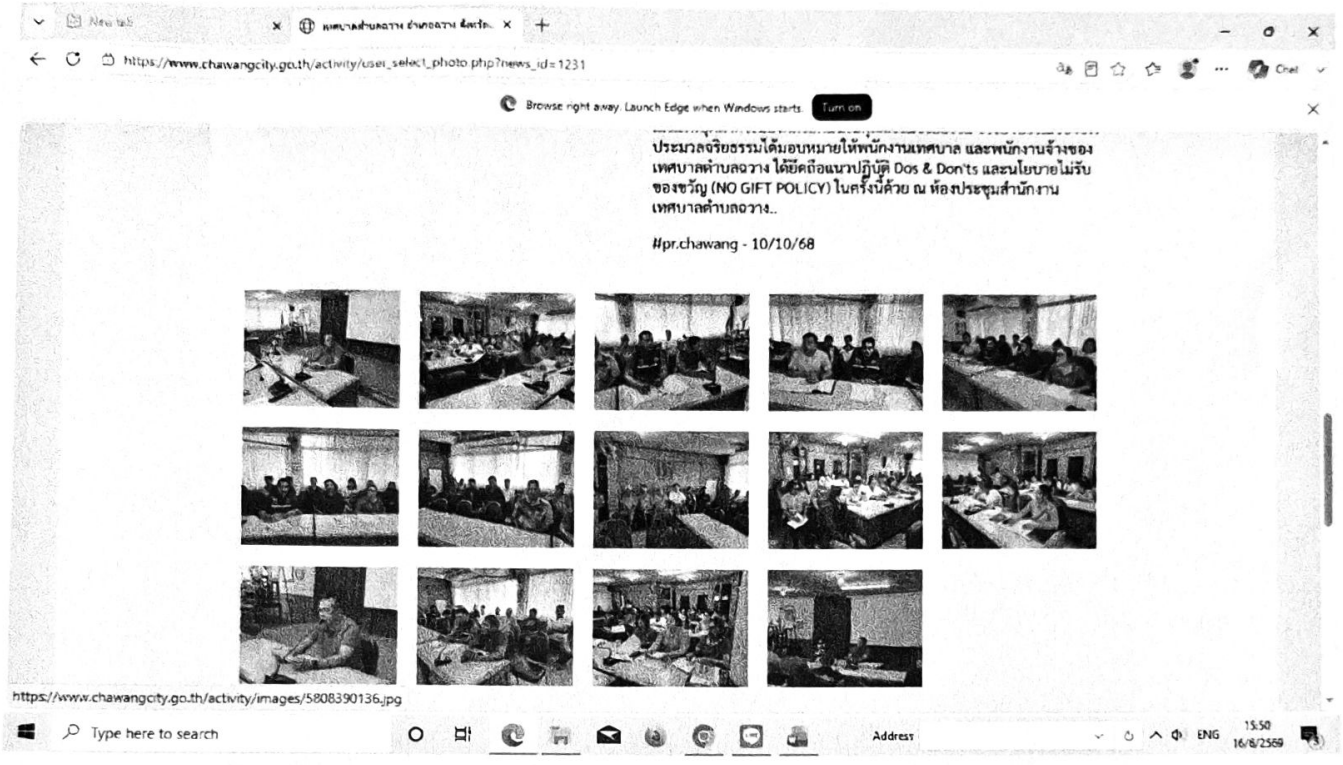 New tab
เทศบาลตำบลฉวาง อำเภอฉวาง จังหวัด..
https://www.chawangcity.go.th/activity/user_select_photo.php?news_id=1231
Chat
Browse right away. Launch Edge when Windows starts.
Turn on
ประมวลจริยธรรมได้มอบหมายให้พนักงานเทศบาล และพนักงานจ้างของ
เทศบาลตำบลฉวาง ได้ยึดถือแนวปฏิบัติ Dos & Don'ts และนโยบายไม่รับ
ของขวัญ (NO GIFT POLICY) ในครั้งนี้ด้วย ณ ห้องประชุมสำนักงาน
เทศบาลตำบลฉวาง..
#pr.chawang - 10/10/68
https://www.chawangcity.go.th/activity/images/5808390136.jpg
Type here to search
Address
ENG
15:50
16/6/2569